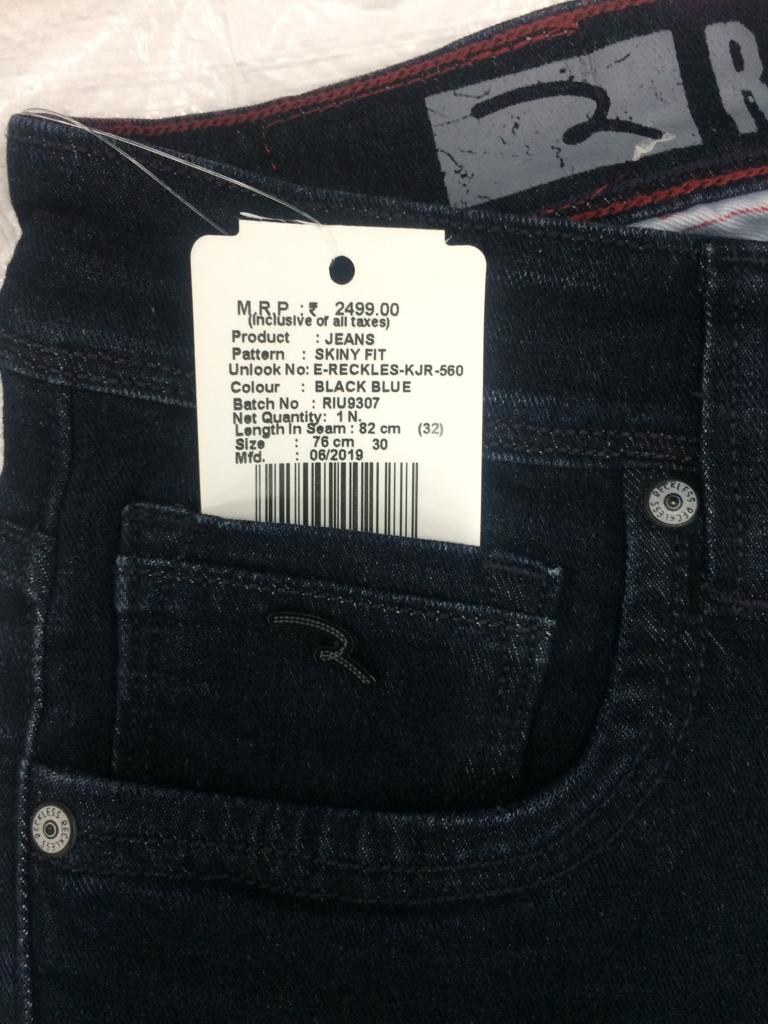 R
M.R.P : ₹ 2499.00
(Inclusive of all taxes)
Product : JEANS
Pattern : SKINY FIT
Unlook No: E-RECKLES-KJR-560
Colour : BLACK BLUE
Batch No : RIU9307
Net Quantity: 1 N.
Length In Seam : 82 cm (32)
Size : 76 cm 30
Mfd. : 06/2019
RECKLESS RECKLESS
RECKLESS RECKLESS